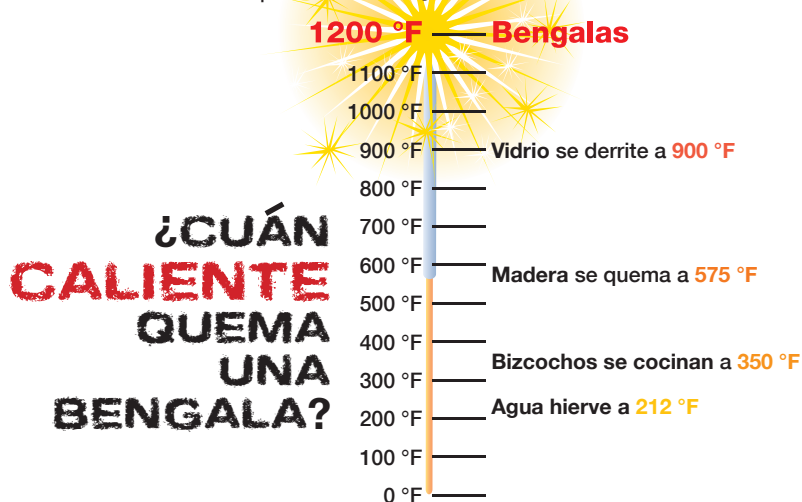 1200 °F Bengalas
1100 °F
1000 °F
900 °F Vidrio se derrite a 900 °F
800 °F
¿CUÁN
CALIENTE
QUEMA
UNA
BENGALA?
700 °F
600 °F
Madera se quema a 575 °F
500 °F
400 °F
Bizcochos se cocinan a 350 °F
300 °F
Agua hierve a 212 °F
200 °F
100 °F
0 °F